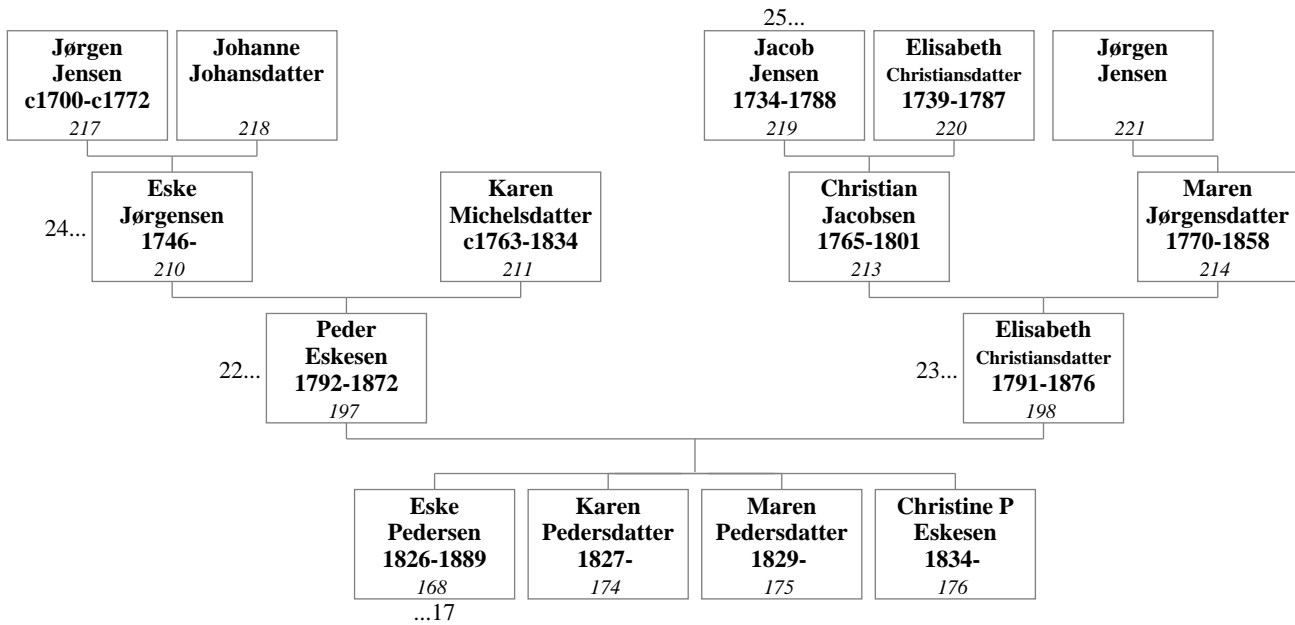 25...
Jørgen
Jensen
c1700-c1772
217
Johanne
Johansdatter
218
Jacob
Jensen
1734-1788
219
Elisabeth
Christiansdatter
1739-1787
220
Jørgen
Jensen
221
24...
Eske
Jørgensen
1746-
210
Karen
Michelsdatter
c1763-1834
211
Christian
Jacobsen
1765-1801
213
Maren
Jørgensdatter
1770-1858
214
22...
Peder
Eskesen
1792-1872
197
23...
Elisabeth
Christiansdatter
1791-1876
198
Eske
Pedersen
1826-1889
168
Karen
Pedersdatter
1827-
174
Maren
Pedersdatter
1829-
175
Christine P
Eskesen
1834-
176
...17